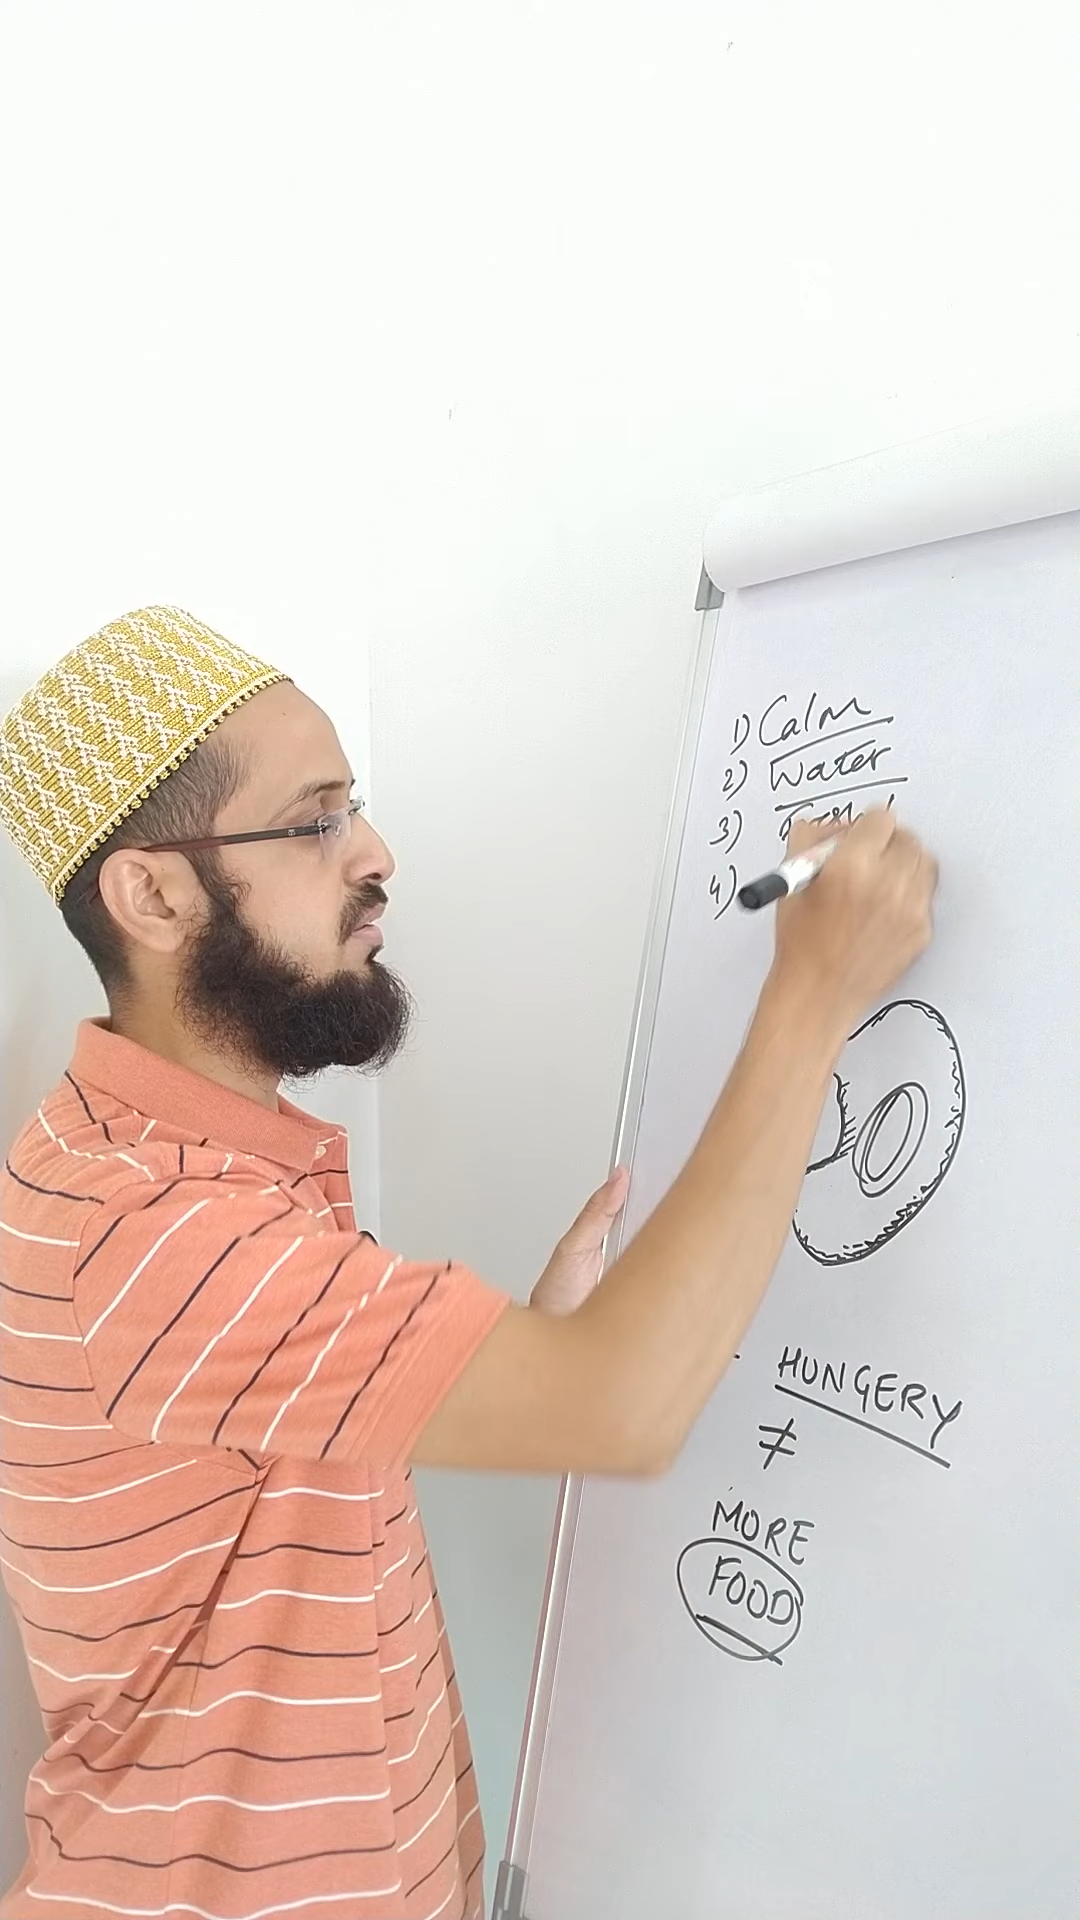 1) Calm
2) Water
3)
4)
HUNGERY
≠
MORE
FOOD